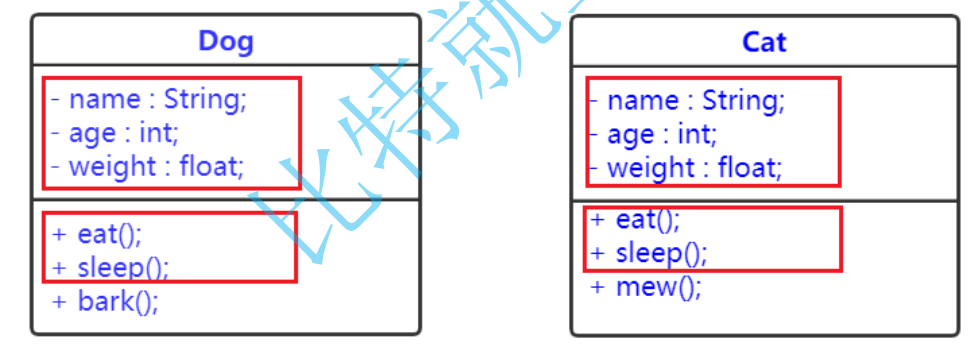 Dog
- name : String;
- age : int;
- weight : float;
+ eat();
+ sleep();
+ bark();
Cat
- name : String;
- age : int;
- weight : float;
+ eat();
+ sleep();
+ mew();
比特就